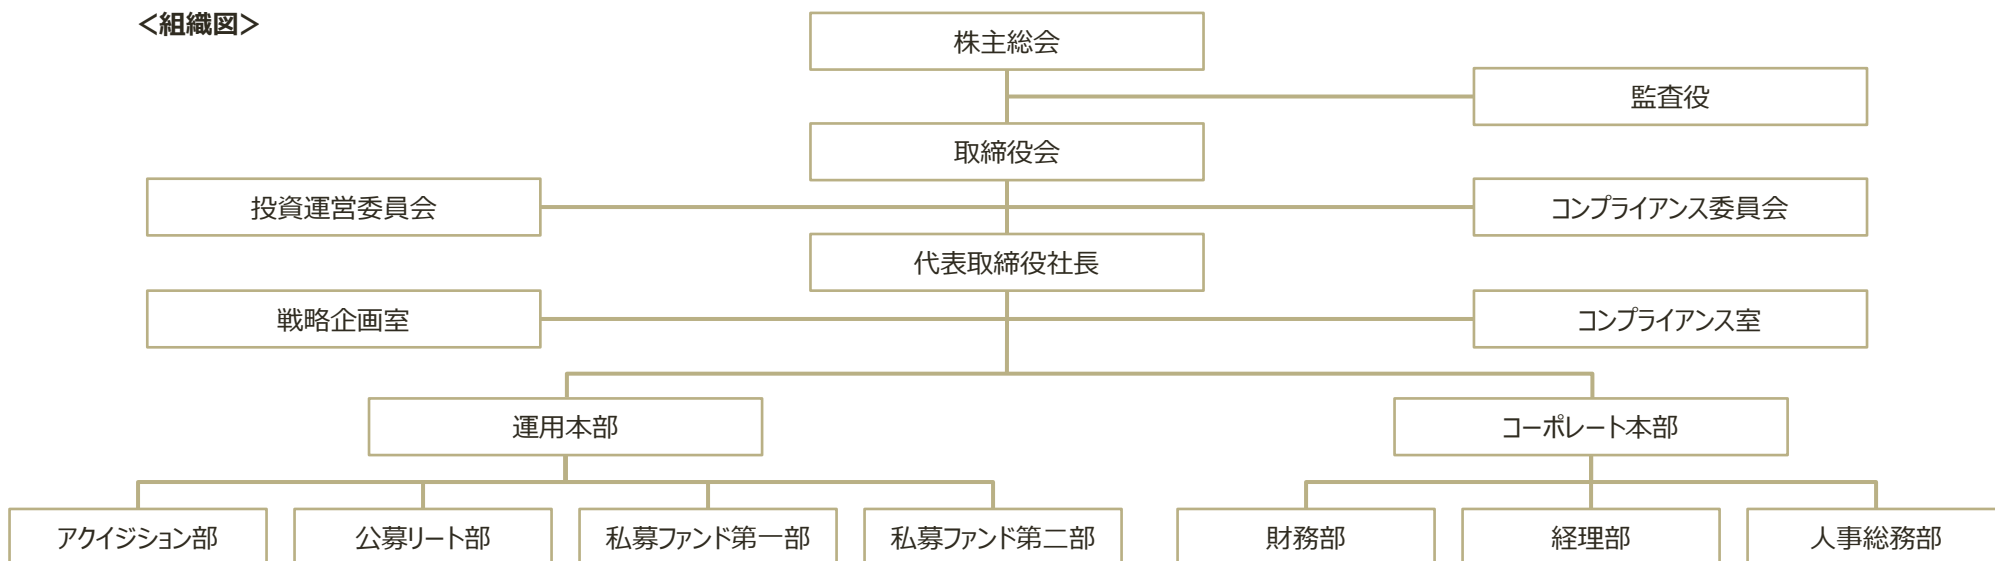 <組織図>
株主総会
監査役
取締役会
投資運営委員会
コンプライアンス委員会
代表取締役社長
戦略企画室
コンプライアンス室
運用本部
コーポレート本部
アクイジション部
公募リート部
私募ファンド第一部
私募ファンド第二部
財務部
経理部
人事総務部